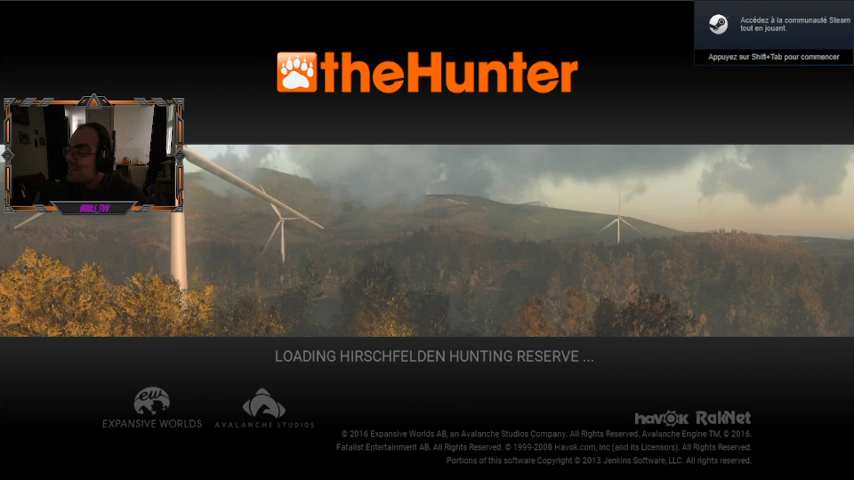 Accédez à la communauté Steam
tout en jouant.
Appuyez sur Shift+Tab pour commencer
theHunter
LOADING HIRSCHFELDEN HUNTING RESERVE ...
ew
EXPANSIVE WORLDS
AVALANCHE STUDIOS
havok RakNet
© 2016 Expansive Worlds AB, an Avalanche Studios Company. All Rights Reserved. Avalanche Engine TM, © 2016.
Fatalist Entertainment AB. All Rights Reserved. © 1999-2008 Havok.com, Inc (and its Licensors). All Rights Reserved.
Portions of this software Copyright © 2013 Jenkins Software, LLC. All rights reserved.